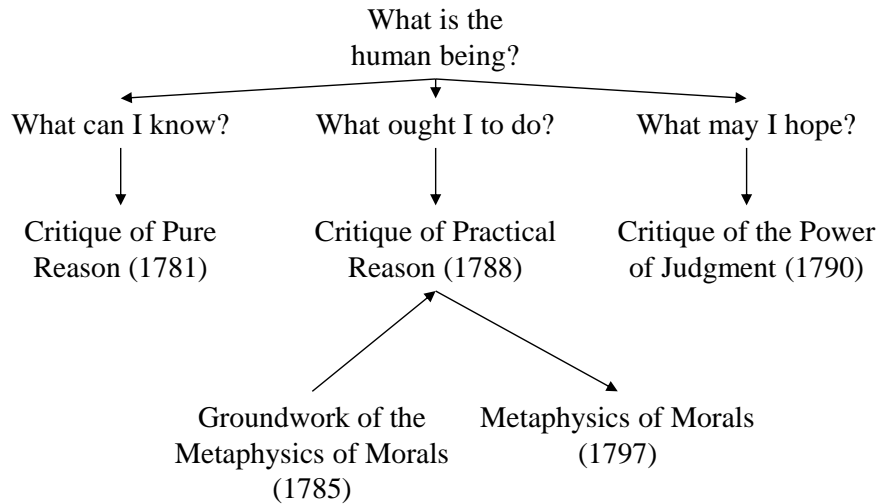 What is the
human being?
What can I know?
What ought I to do?
What may I hope?
Critique of Pure
Reason (1781)
Critique of Practical
Reason (1788)
Critique of the Power
of Judgment (1790)
Groundwork of the
Metaphysics of Morals
(1785)
Metaphysics of Morals
(1797)